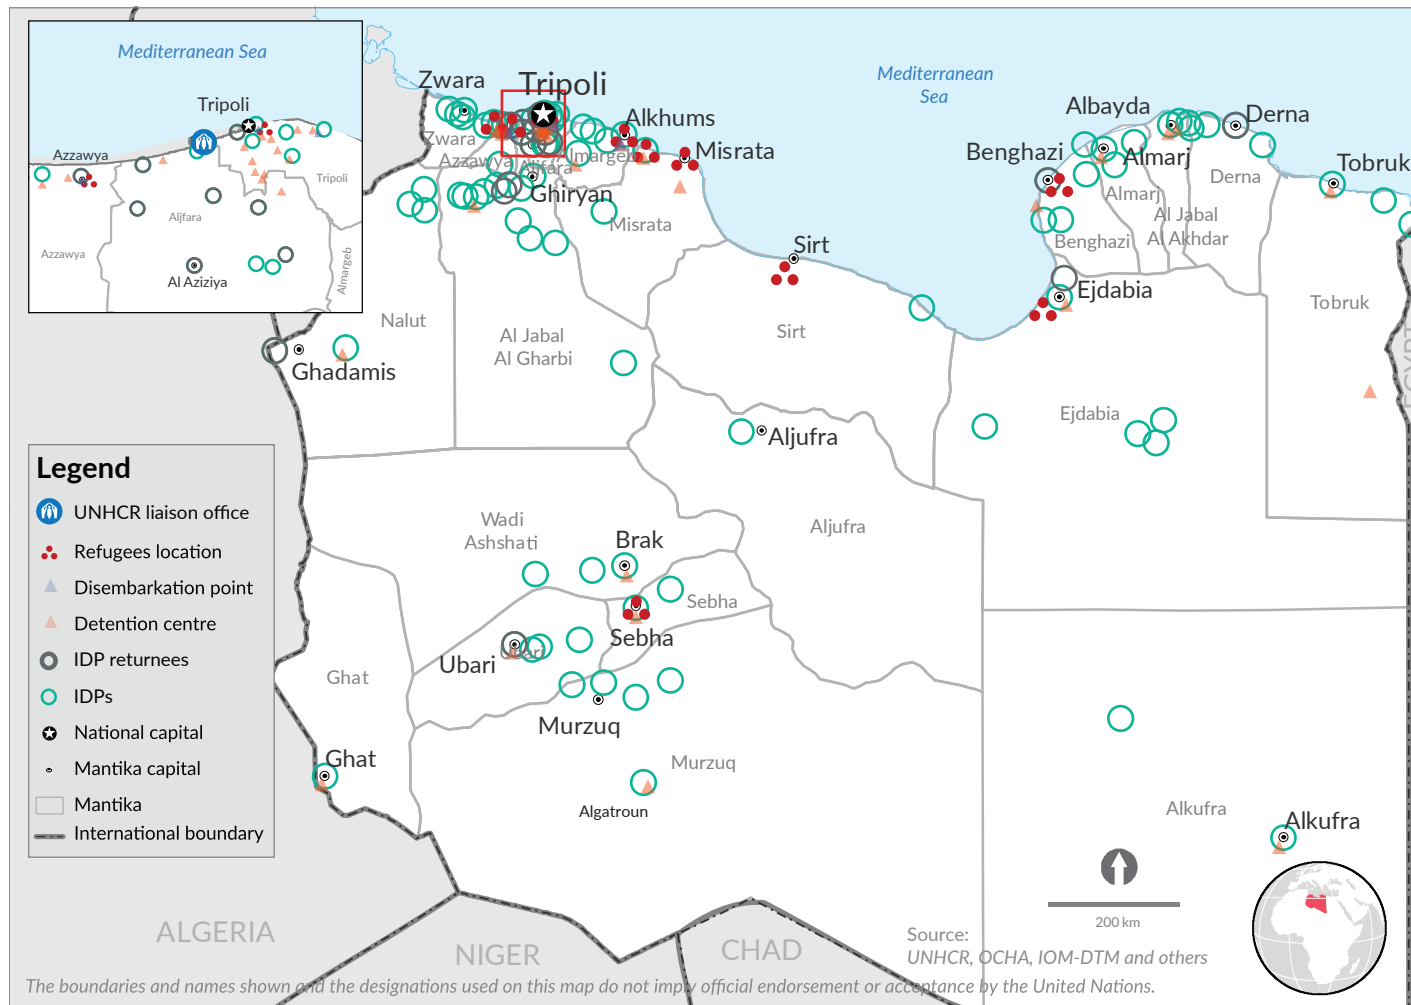 Mediterranean Sea
Tripoli
Azzawya
Tripoli
Aljfara
Azzawya
Almargeb
Al Aziziya
Mediterranean
Sea
Zwara
Tripoli
Alkhums
Misrata
Zwara
Azzawya
Aljfara
Almargeb
Ghiryan
Misrata
Sirt
Albayda
Derna
Benghazi
Almarj
Tobruk
Almarj
Derna
Al Jabal
Al Akhdar
Benghazi
Ejdabia
Tobruk
EGYPT
Nalut
Al Jabal
Al Gharbi
Sirt
Ghadamis
Ejdabia
Aljufra
Aljufra
Wadi
Ashshati
Brak
Sebha
Sebha
Ubari
Ubari
Ghat
Murzuq
Ghat
Murzuq
Algatroun
Alkufra
Alkufra
Legend
UNHCR liaison office
Refugees location
Disembarkation point
Detention centre
IDP returnees
IDPs
National capital
Mantika capital
Mantika
International boundary
200 km
ALGERIA
NIGER
CHAD
Source:
UNHCR, OCHA, IOM-DTM and others
The boundaries and names shown and the designations used on this map do not imply official endorsement or acceptance by the United Nations.